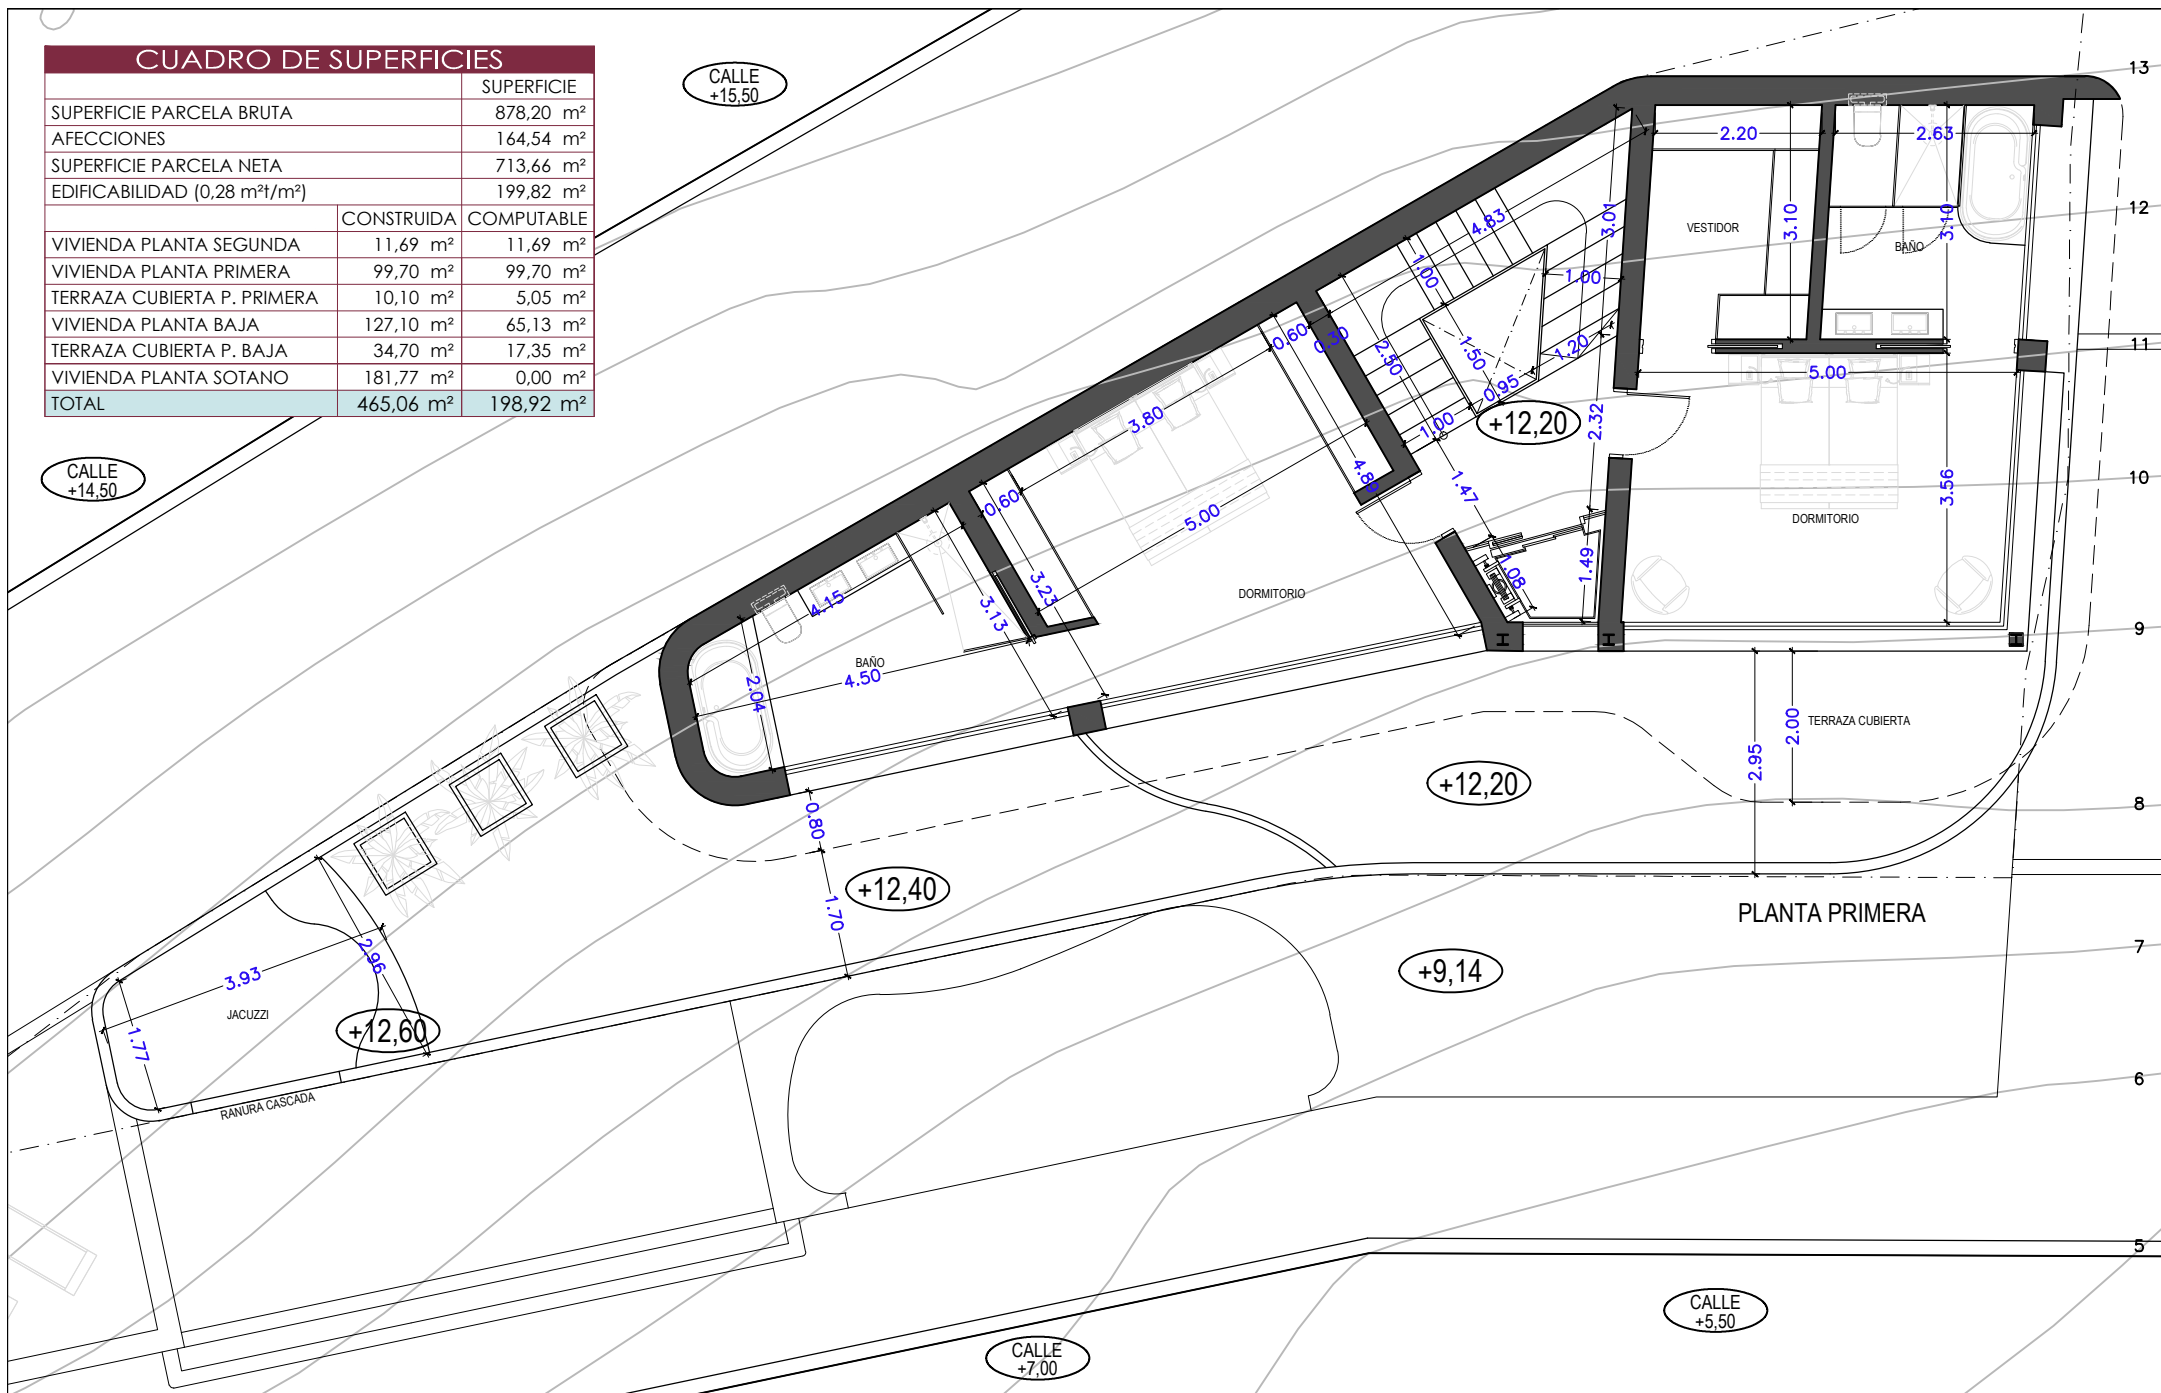 CUADRO DE SUPERFICIES
SUPERFICIE
SUPERFICIE PARCELA BRUTA 878,20 m²
AFECCIONES 164,54 m²
SUPERFICIE PARCELA NETA 713,66 m²
EDIFICABILIDAD (0,28 m²t/m²) 199,82 m²
CONSTRUIDA COMPUTABLE
VIVIENDA PLANTA SEGUNDA 11,69 m² 11,69 m²
VIVIENDA PLANTA PRIMERA 99,70 m² 99,70 m²
TERRAZA CUBIERTA P. PRIMERA 10,10 m² 5,05 m²
VIVIENDA PLANTA BAJA 127,10 m² 65,13 m²
TERRAZA CUBIERTA P. BAJA 34,70 m² 17,35 m²
VIVIENDA PLANTA SOTANO 181,77 m² 0,00 m²
TOTAL 465,06 m² 198,92 m²
CALLE
+15,50
CALLE
+14,50
13
12
11
10
9
8
7
6
5
2.20
2.63
3.01
3.10
3.10
VESTIDOR
BAÑO
4.83
1.00
1.00
0.60
0.30
2.50
1.50
1.20
0.95
1.00
5.00
+12,20
2.32
3.80
4.89
1.47
3.56
DORMITORIO
0.60
5.00
1.49
1.08
3.23
3.13
DORMITORIO
4.15
BAÑO
4.50
2.04
TERRAZA CUBIERTA
2.00
2.95
+12,20
0.80
+12,40
1.70
PLANTA PRIMERA
+9,14
2.96
3.93
JACUZZI
+12,60
1.77
RANURA CASCADA
CALLE
+5,50
CALLE
+7,00